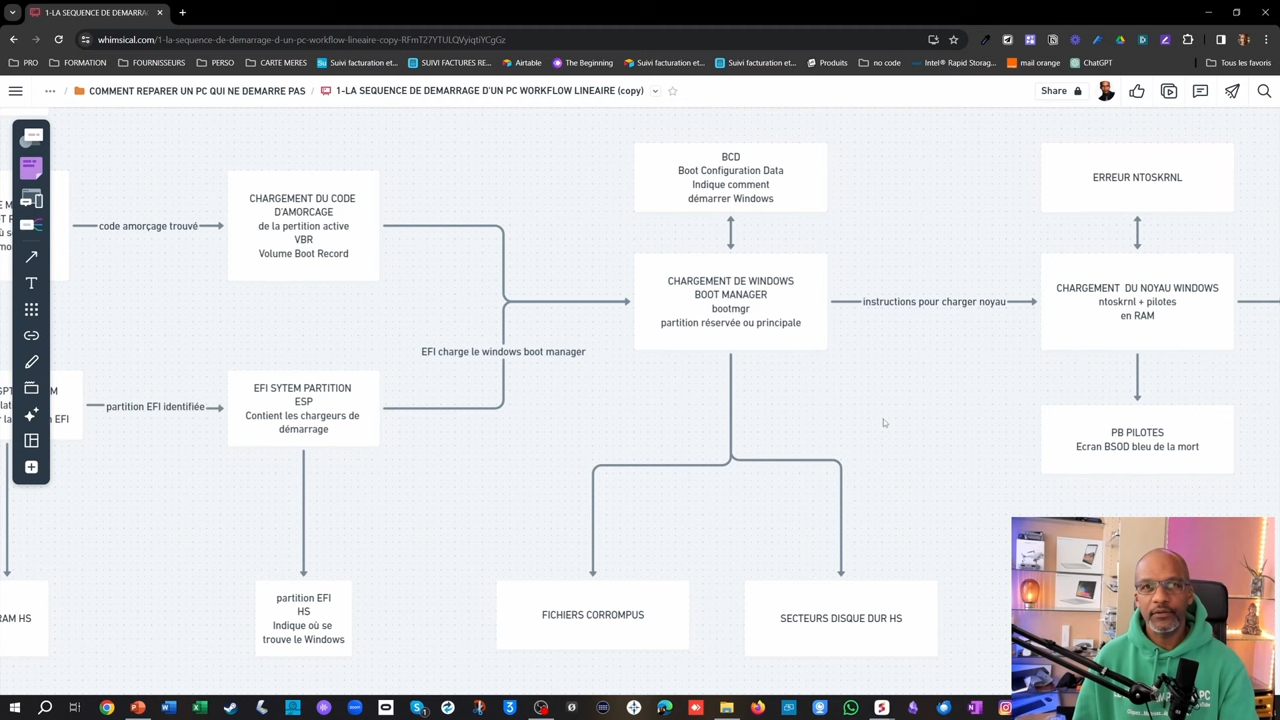 1-LA SEQUENCE DE DEMARRA
whimsical.com/1-la-sequence-de-demarrage-d-un-pc-workflow-lineaire-copy-RFmT27YTULQVyiqtiYCgGz
PRO
FORMATION
FOURNISSEURS
PERSO
CARTE MERES
Suivi facturation et...
SUIVI FACTURES RE...
Airtable
The Beginning
Suivi facturation et...
Suivi facturation et...
Produits
no code
Intel® Rapid Storag...
mail orange
ChatGPT
Tous les favoris
... / COMMENT REPARER UN PC QUI NE DEMARRE PAS / 1-LA SEQUENCE DE DEMARRAGE D'UN PC WORKFLOW LINEAIRE (copy)
Share
code amorçage trouvé
CHARGEMENT DU CODE
D'AMORCAGE
de la pertition active
VBR
Volume Boot Record
BCD
Boot Configuration Data
Indique comment
démarrer Windows
ERREUR NTOSKRNL
CHARGEMENT DE WINDOWS
BOOT MANAGER
bootmgr
partition réservée ou principale
instructions pour charger noyau
CHARGEMENT DU NOYAU WINDOWS
ntoskrnl + pilotes
en RAM
EFI charge le windows boot manager
partition EFI identifiée
EFI SYTEM PARTITION
ESP
Contient les chargeurs de
démarrage
PB PILOTES
Ecran BSOD bleu de la mort
RAM HS
partition EFI
HS
Indique où se
trouve le Windows
FICHIERS CORROMPUS
SECTEURS DISQUE DUR HS